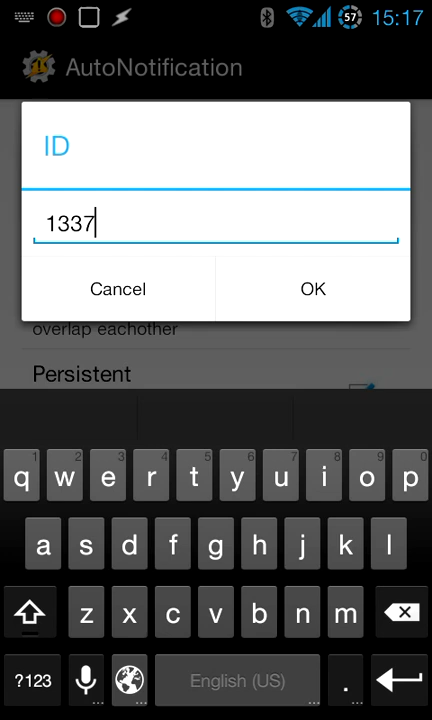 57 15:17
AutoNotification
ID
1337
Cancel OK
overlap eachother
Persistent
1 2 3 4 5 6 7 8 9 0
q w e r t y u i o p
a s d f g h j k l
z x c v b n m
?123 English (US) .